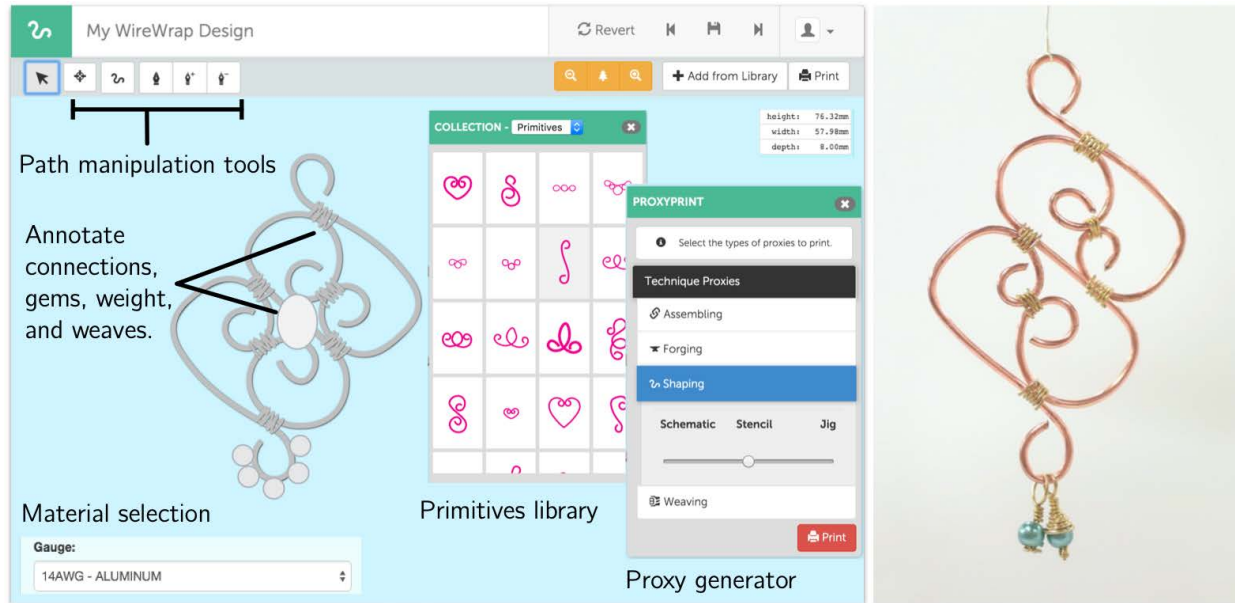 My WireWrap Design
Revert
Add from Library
Print
Path manipulation tools
Annotate
connections,
gems, weight,
and weaves.
COLLECTION - Primitives
height: 76.32mm
width: 57.98mm
depth: 8.00mm
PROXYPRINT
Select the types of proxies to print.
Technique Proxies
Assembling
Forging
Shaping
Schematic Stencil Jig
Weaving
Print
Material selection
Gauge:
14AWG - ALUMINUM
Primitives library
Proxy generator